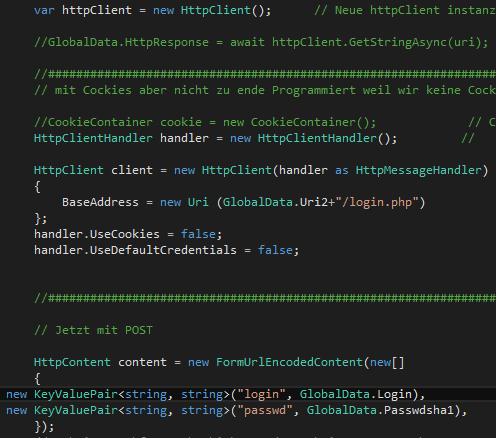 var httpClient = new HttpClient();      // Neue httpClient instanz
//GlobalData.HttpResponse = await httpClient.GetStringAsync(uri);
//################################################################
// mit Cockies aber nicht zu ende Programmiert weil wir keine Cock
//CookieContainer cookie = new CookieContainer();             // C
HttpClientHandler handler = new HttpClientHandler();         //
HttpClient client = new HttpClient(handler as HttpMessageHandler)
{
    BaseAddress = new Uri (GlobalData.Uri2+"/login.php")
};
handler.UseCookies = false;
handler.UseDefaultCredentials = false;
//################################################################
// Jetzt mit POST
HttpContent content = new FormUrlEncodedContent(new[]
{
new KeyValuePair<string, string>("login", GlobalData.Login),
new KeyValuePair<string, string>("passwd", GlobalData.Passwdsha1),
});